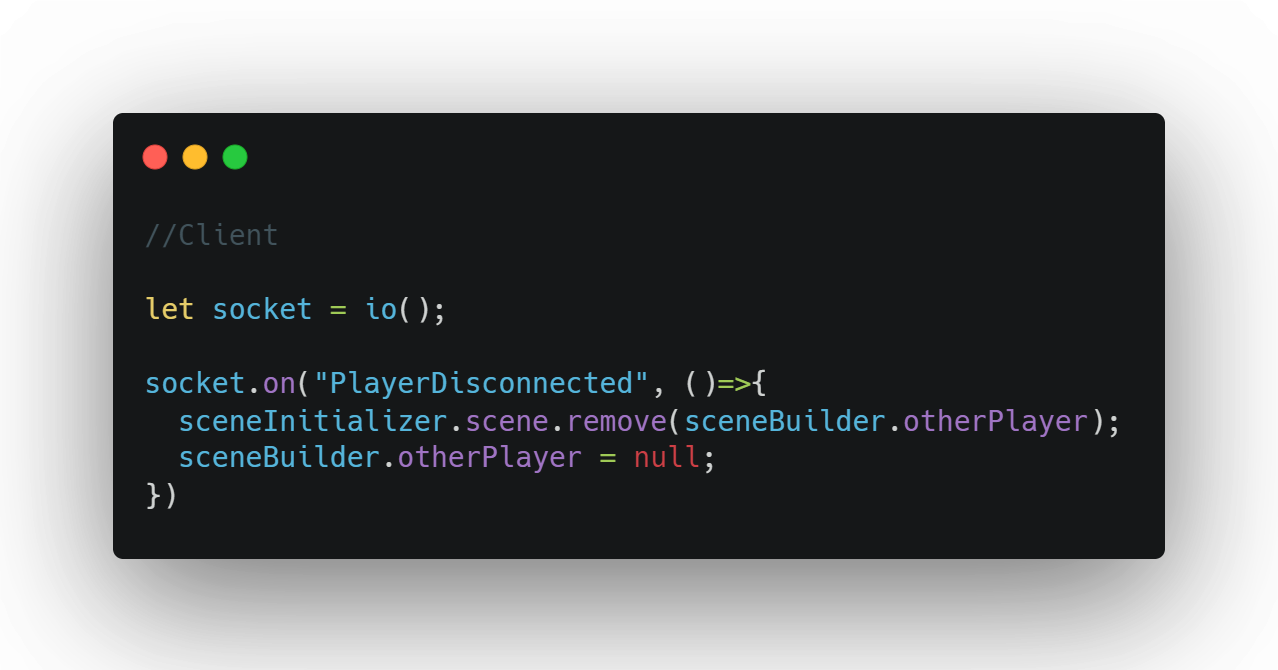 //Client
let socket = io();
socket.on("PlayerDisconnected", ()=>{
  sceneInitializer.scene.remove(sceneBuilder.otherPlayer);
  sceneBuilder.otherPlayer = null;
})